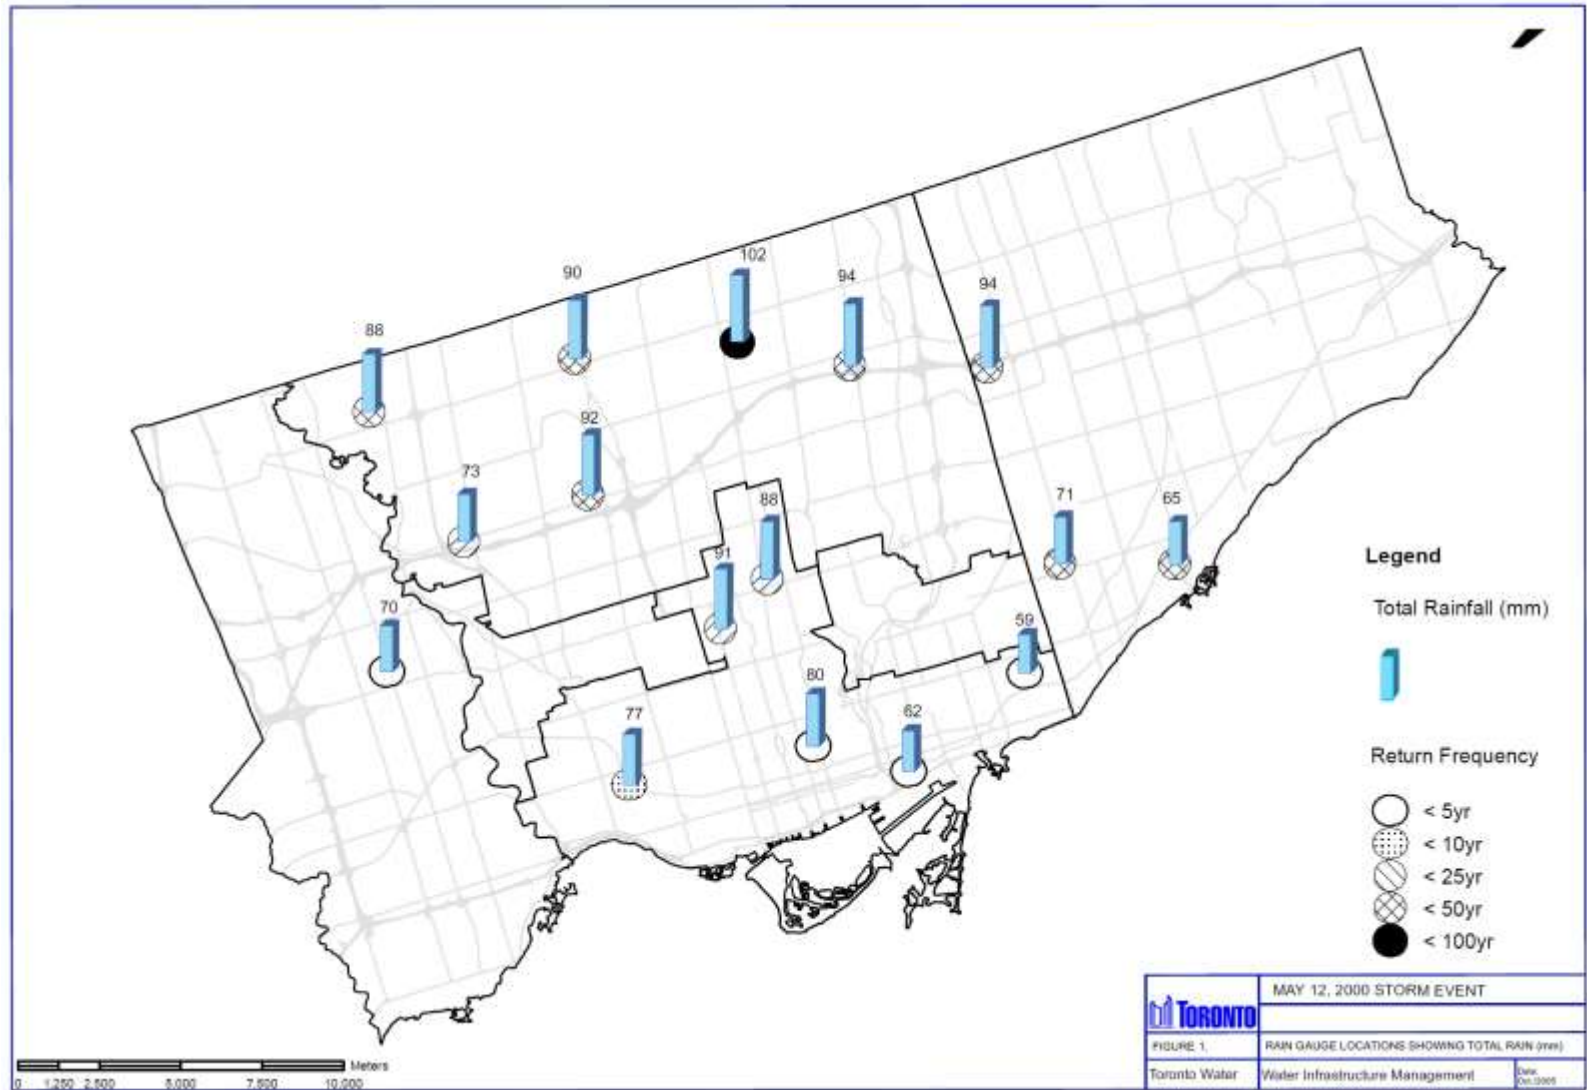 102
90
94
94
88
92
73
88
71
65
91
70
59
80
62
77
Legend
Total Rainfall (mm)
Return Frequency
< 5yr
< 10yr
< 25yr
< 50yr
< 100yr
Meters
0 1,250 2,500 5,000 7,500 10,000
TORONTO
MAY 12, 2000 STORM EVENT
FIGURE 1.
RAIN GAUGE LOCATIONS SHOWING TOTAL RAIN (mm)
Toronto Water
Water Infrastructure Management
Date